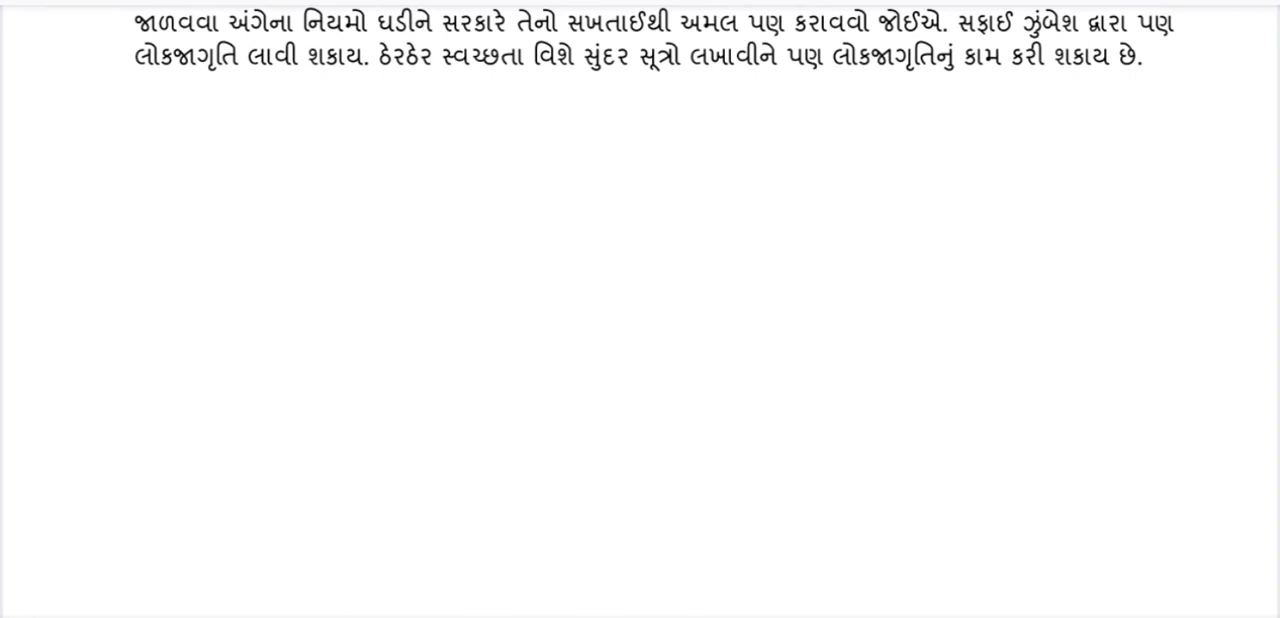 જાળવવા અંગેના નિયમો ઘડીને સરકારે તેનો સખતાઈથી અમલ પણ કરાવવો જોઈએ. સફાઈ ઝુંબેશ દ્વારા પણ
લોકજાગૃતિ લાવી શકાય. ઠેરઠેર સ્વચ્છતા વિશે સુંદર સૂત્રો લખાવીને પણ લોકજાગૃતિનું કામ કરી શકાય છે.